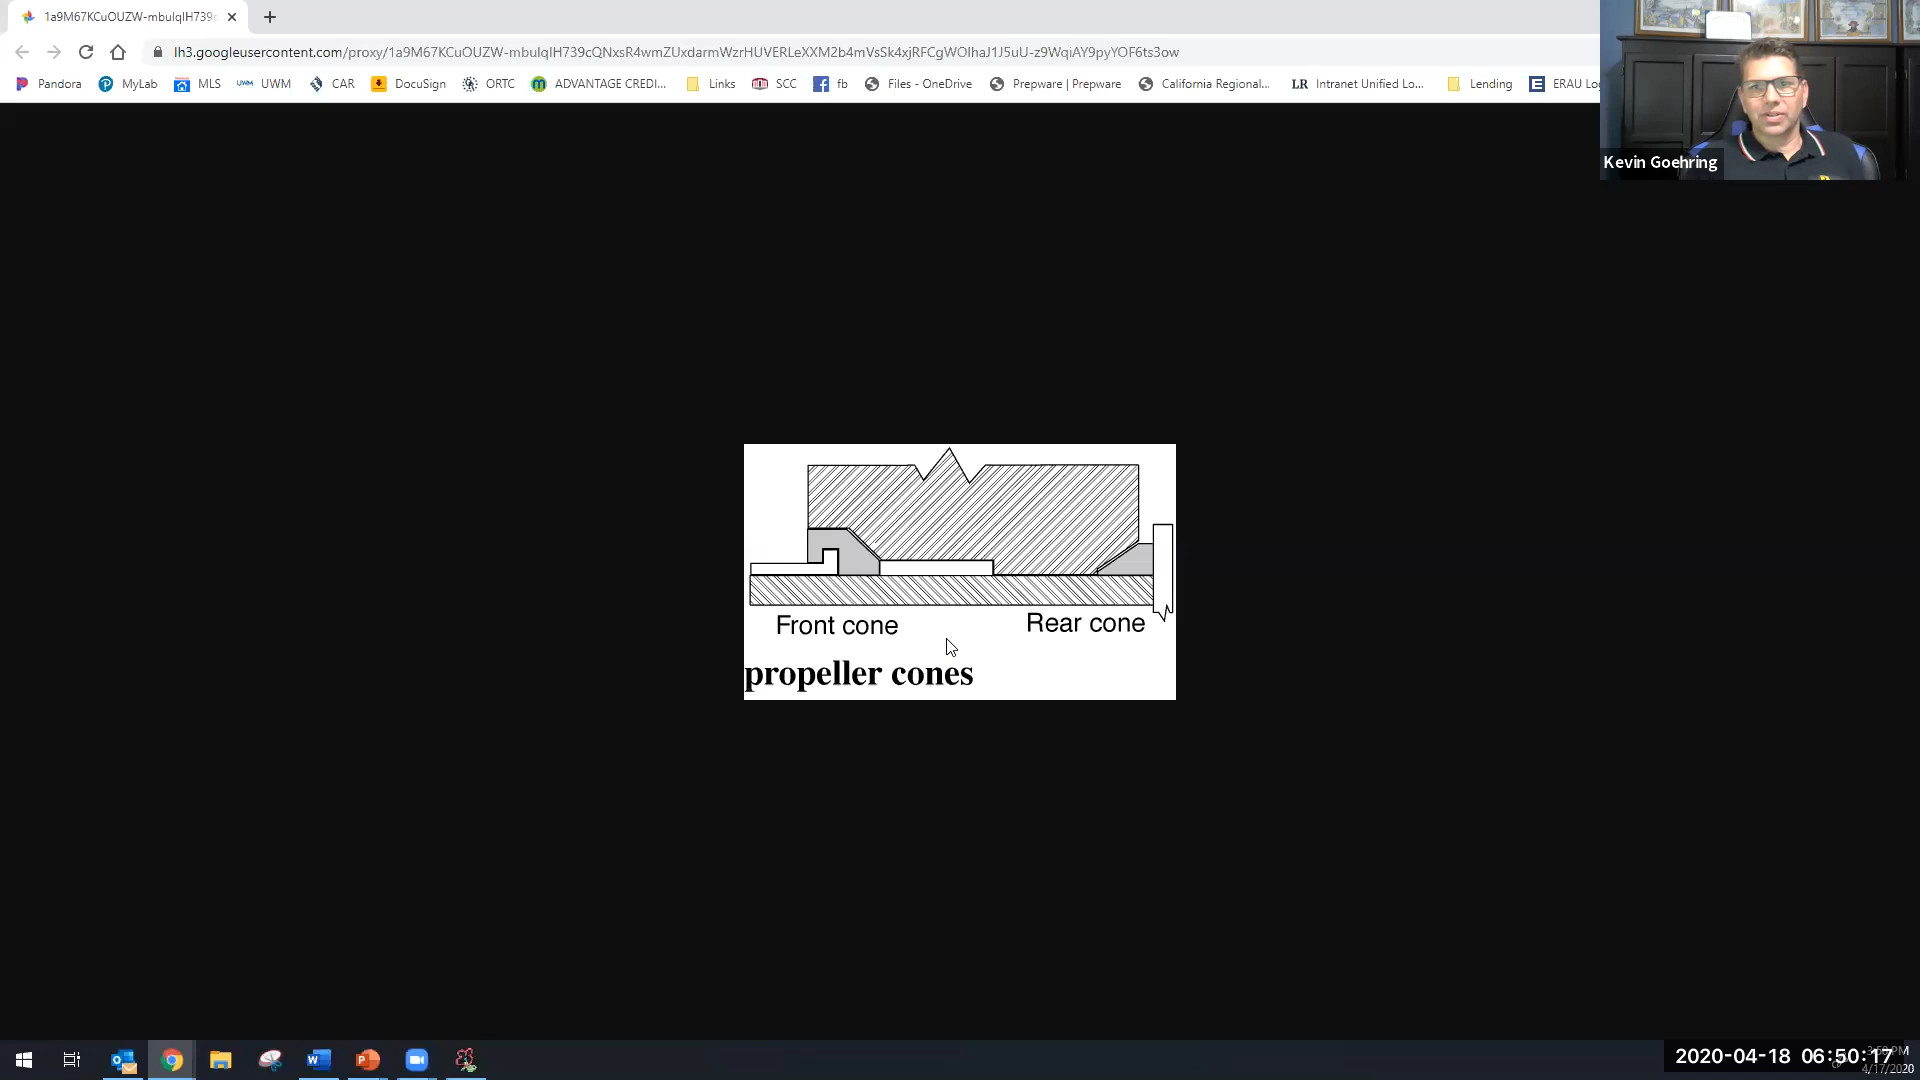 1a9M67KCuOUZW-mbulqIH739c
lh3.googleusercontent.com/proxy/1a9M67KCuOUZW-mbulqIH739cQNxsR4wmZUxdarmWzrHUVERLeXXM2b4mVsSk4xjRFCgWOIhaJ1J5uU-z9WqiAY9pyYOF6ts3ow
Pandora MyLab MLS UWM UWM CAR DocuSign ORTC ADVANTAGE CREDI... Links SCC fb Files - OneDrive Prepware | Prepware California Regional... LR Intranet Unified Lo... Lending ERAU
Kevin Goehring
Front cone
Rear cone
propeller cones
2020-04-18 06:50:17
4/17/2020